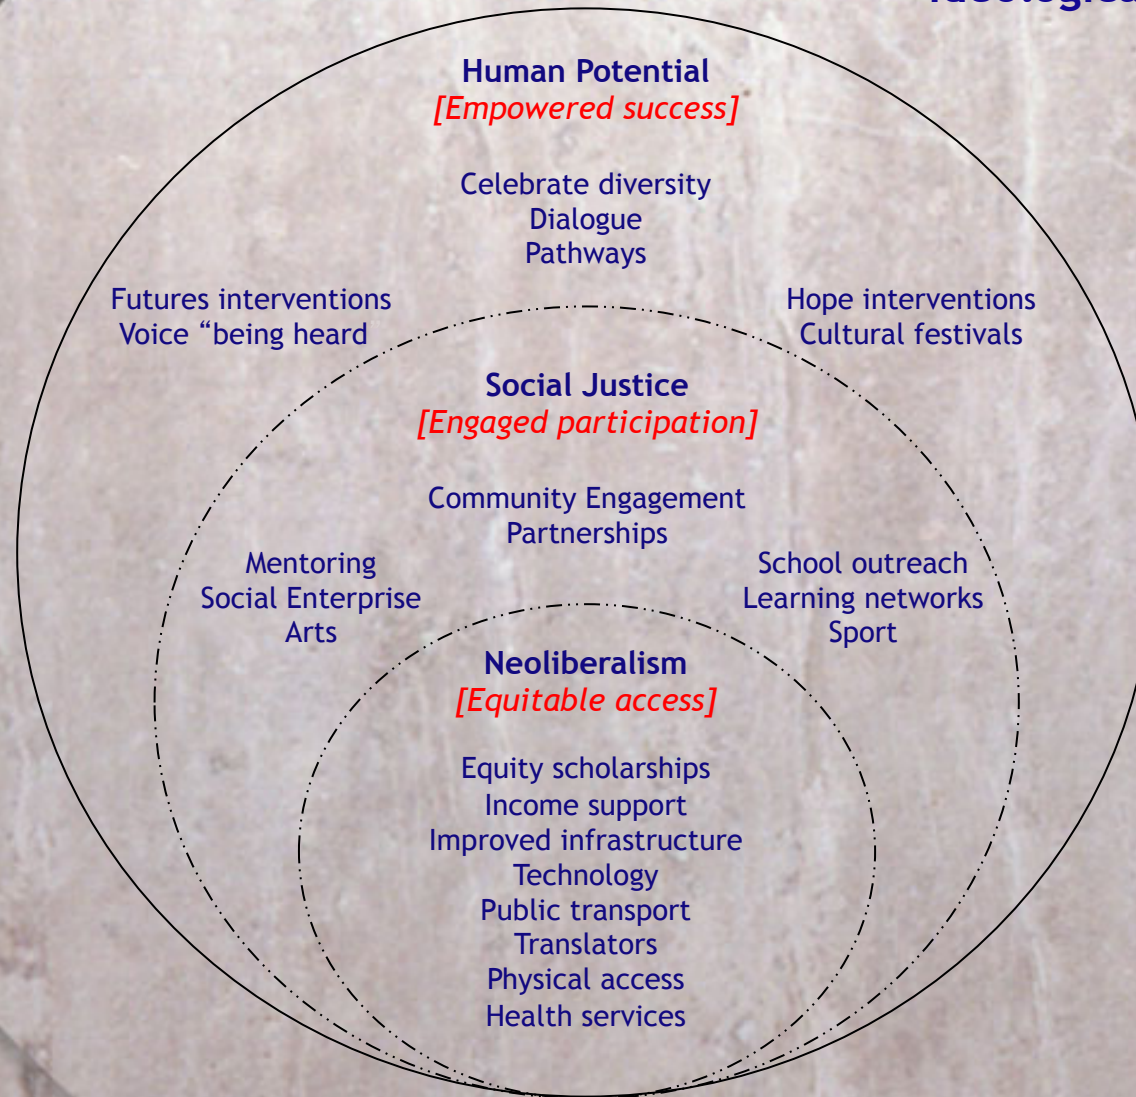 Human Potential
[Empowered success]
Celebrate diversity
Dialogue
Pathways
Futures interventions
Voice “being heard
Hope interventions
Cultural festivals
Social Justice
[Engaged participation]
Community Engagement
Partnerships
Mentoring
Social Enterprise
Arts
School outreach
Learning networks
Sport
Neoliberalism
[Equitable access]
Equity scholarships
Income support
Improved infrastructure
Technology
Public transport
Translators
Physical access
Health services